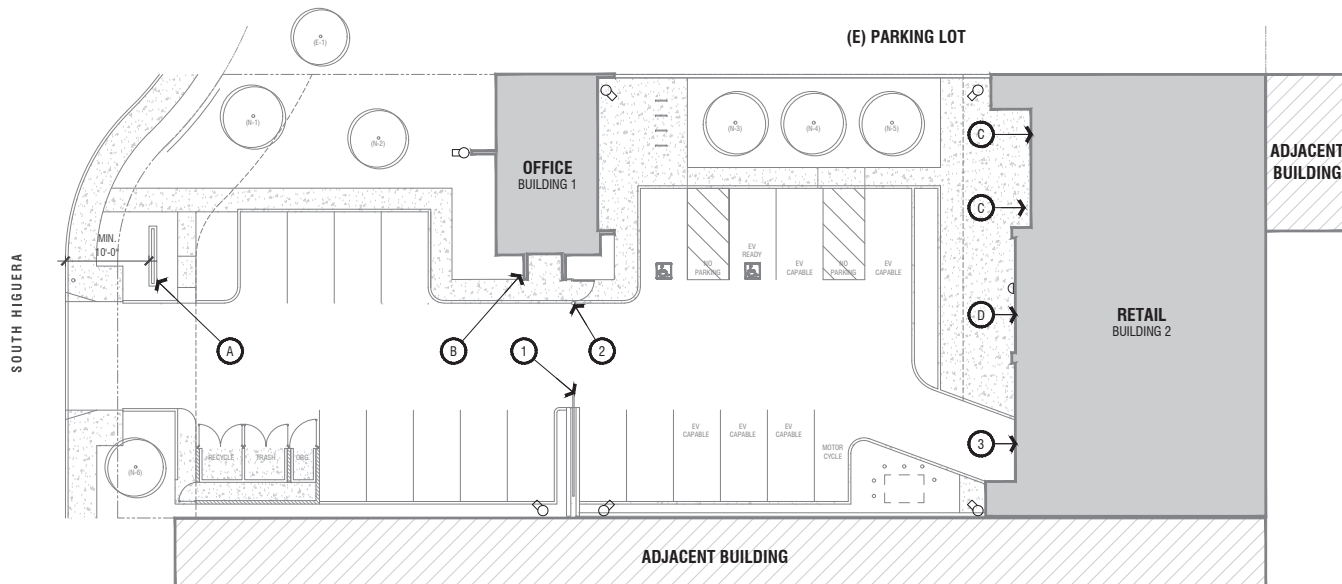 (E) PARKING LOT
(E-1)
(N-1)
(N-2)
(N-3)
(N-4)
(N-5)
OFFICE
BUILDING 1
C
C
ADJACENT
BUILDING
MIN.
10'-0"
SOUTH HIGUERA
NO
PARKING
EV
READY
EV
CAPABLE
NO
PARKING
EV
CAPABLE
D
RETAIL
BUILDING 2
A
B
1
2
3
EV
CAPABLE
EV
CAPABLE
EV
CAPABLE
MOTOR
CYCLE
RECYCLE
TRASH
ORG.
(N-6)
ADJACENT BUILDING